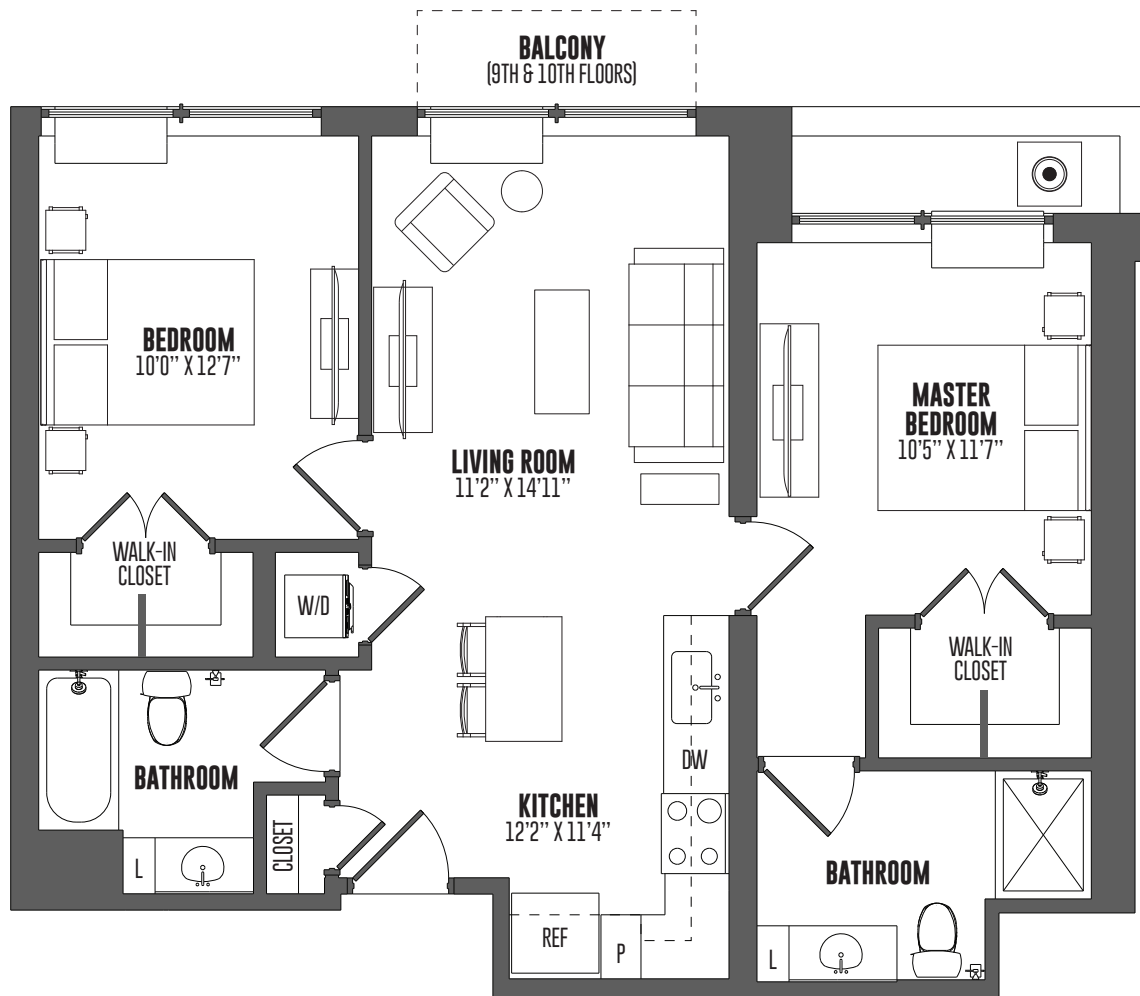 BALCONY
(9TH & 10TH FLOORS)
BEDROOM
10'0" X 12'7"
MASTER
BEDROOM
10'5" X 11'7"
LIVING ROOM
11'2" X 14'11"
WALK-IN
CLOSET
W/D
WALK-IN
CLOSET
DW
BATHROOM
KITCHEN
12'2" X 11'4"
CLOSET
L
BATHROOM
REF
P
L